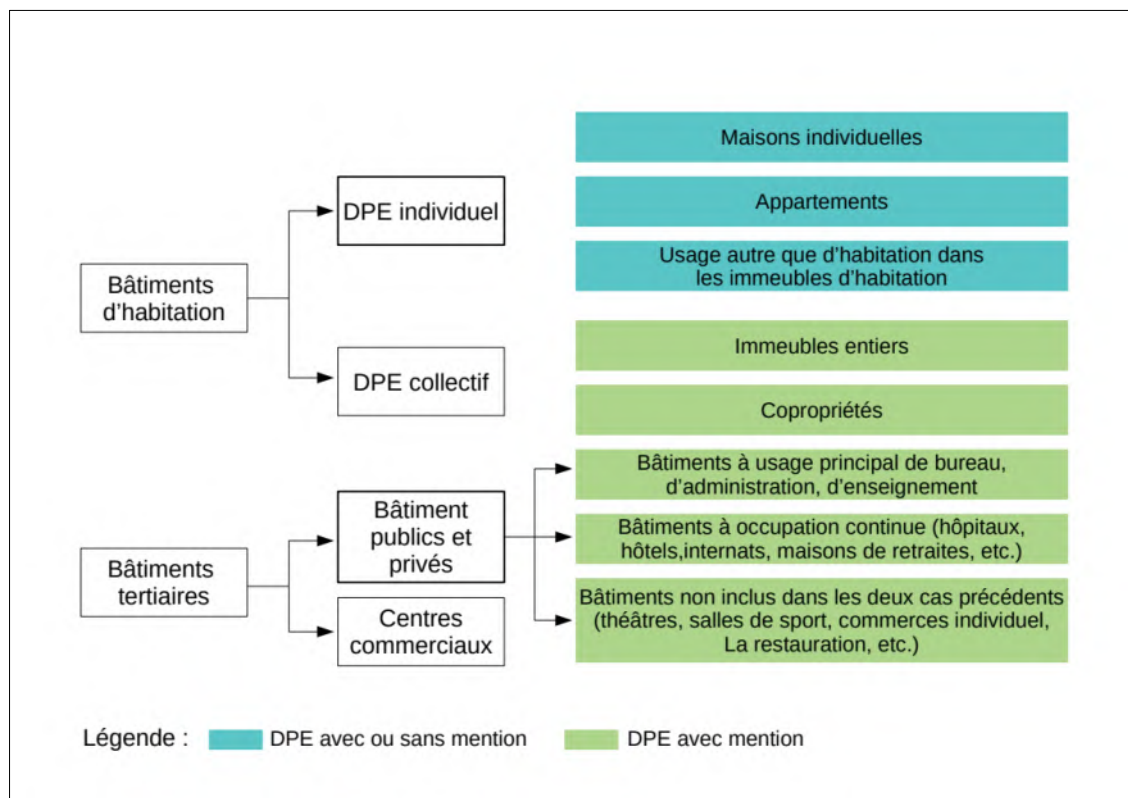 Maisons individuelles
DPE individuel
Appartements
Usage autre que d'habitation dans
les immeubles d'habitation
Bâtiments
d'habitation
Immeubles entiers
DPE collectif
Copropriétés
Bâtiments à usage principal de bureau,
d'administration, d'enseignement
Bâtiment
publics et
privés
Bâtiments à occupation continue (hôpitaux,
hôtels,internats, maisons de retraites, etc.)
Bâtiments
tertiaires
Bâtiments non inclus dans les deux cas précédents
(théâtres, salles de sport, commerces individuel,
La restauration, etc.)
Centres
commerciaux
Légende :
DPE avec ou sans mention
DPE avec mention